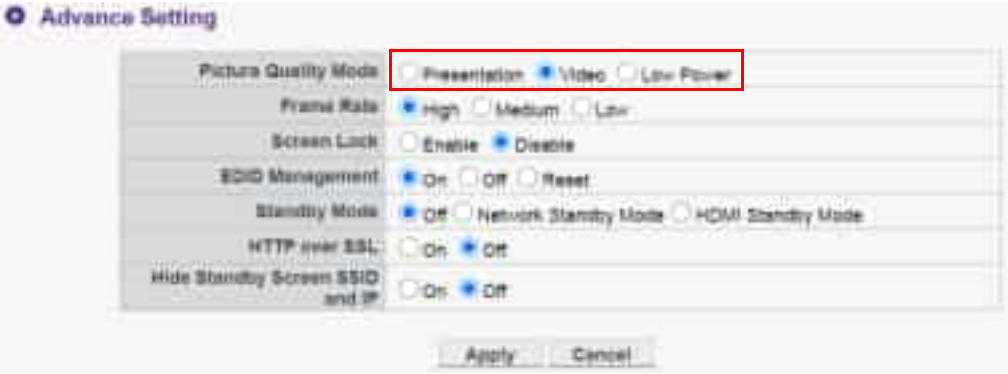 Advance Setting
Picture Quality Mode Presentation Video Low Power
Frame Rate High Medium Low
Screen Lock Enable Disable
EDID Management On Off Reset
Standby Mode Off Network Standby Mode HDMI Standby Mode
HTTP over SSL On Off
Hide Standby Screen SSID
and IP On Off
Apply Cancel